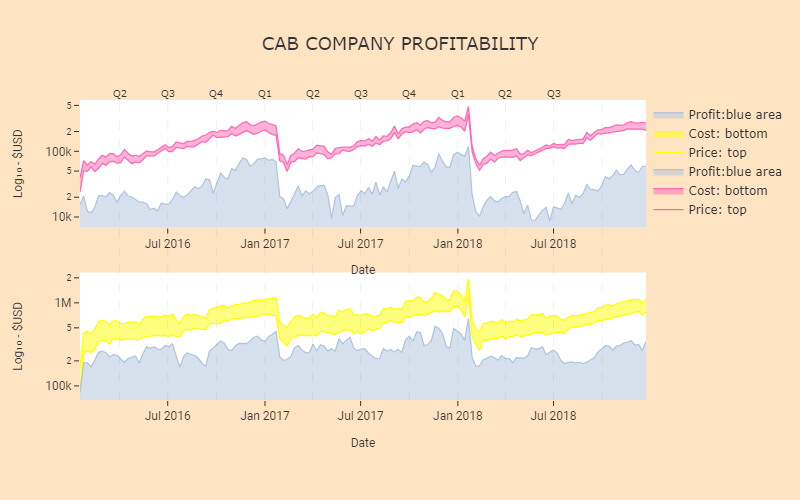 CAB COMPANY PROFITABILITY
Q2 Q3 Q4 Q1 Q2 Q3 Q4 Q1 Q2 Q3
5
2
100k
5
2
10k
Log₁₀ - $USD
Jul 2016 Jan 2017 Jul 2017 Jan 2018 Jul 2018
Date
Profit:blue area
Cost: bottom
Price: top
Profit:blue area
Cost: bottom
Price: top
2
1M
5
2
100k
Log₁₀ - $USD
Jul 2016 Jan 2017 Jul 2017 Jan 2018 Jul 2018
Date